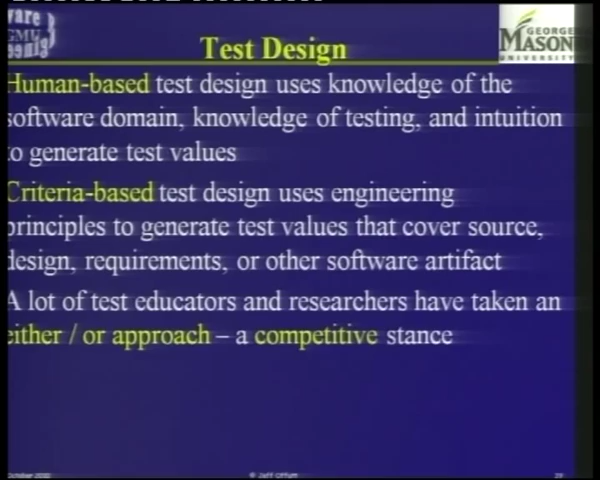 Test Design
GEORGE
MASON
UNIVERSITY
Human-based test design uses knowledge of the
software domain, knowledge of testing, and intuition
to generate test values
Criteria-based test design uses engineering
principles to generate test values that cover source,
design, requirements, or other software artifact
A lot of test educators and researchers have taken an
either / or approach – a competitive stance
© Jeff Offutt